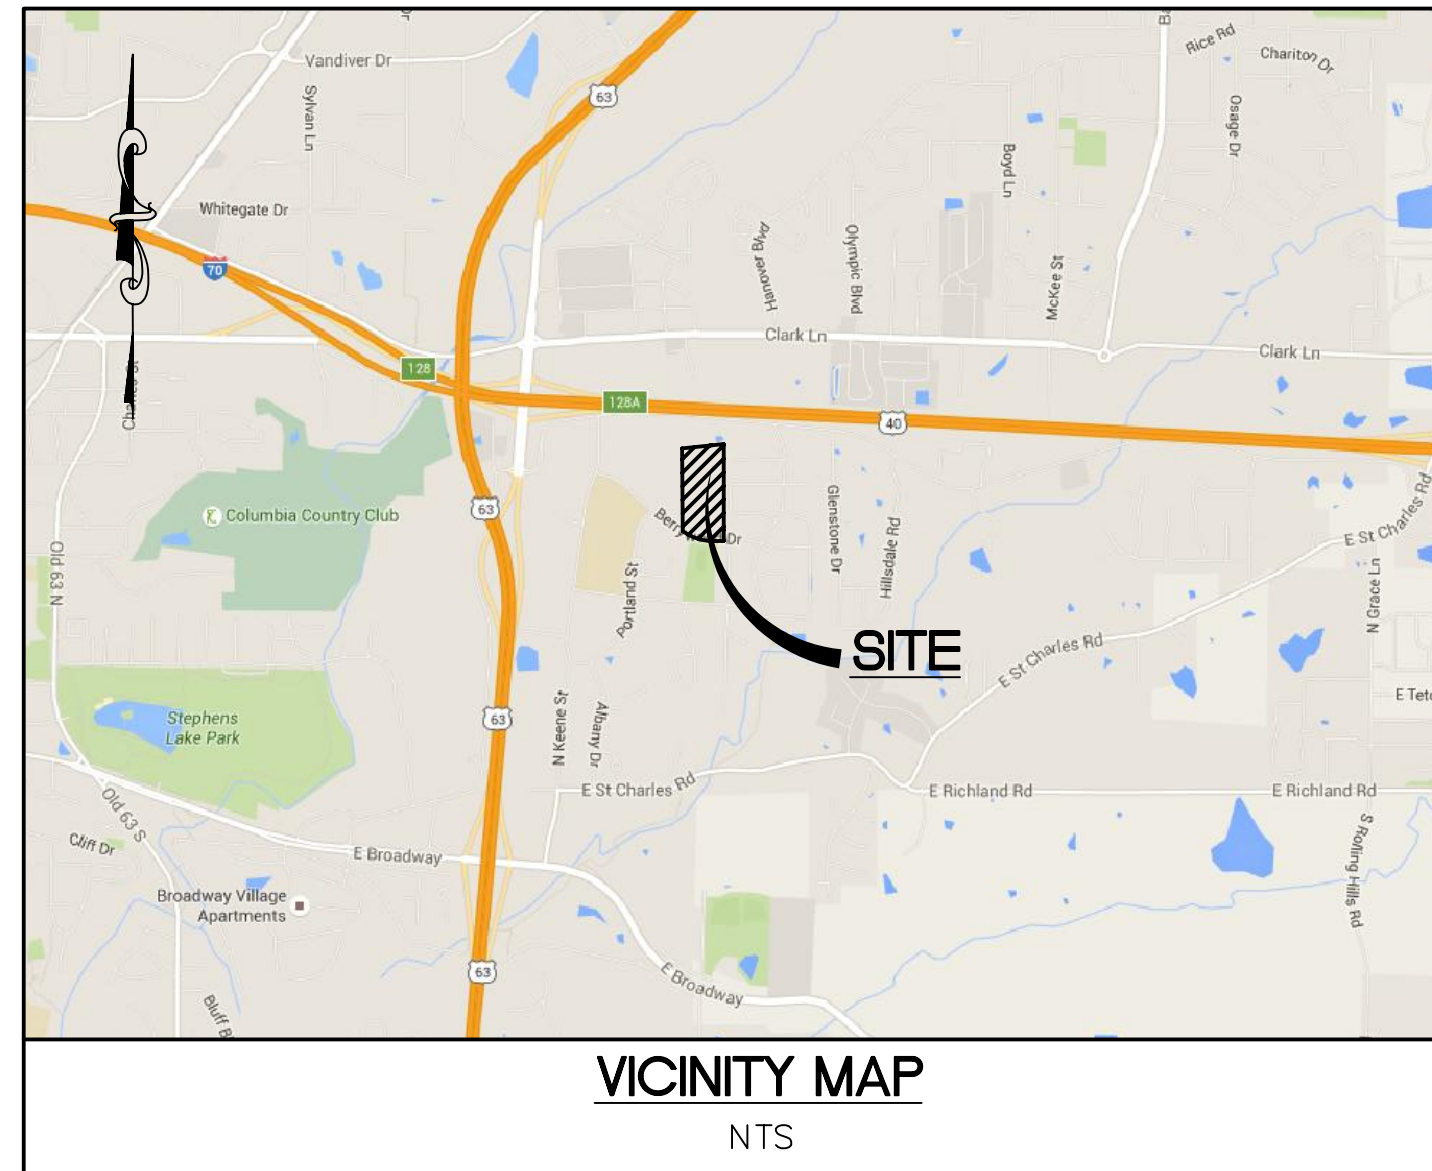 Vandiver Dr
Sylvan Ln
63
Rice Rd
Chariton Dr
Osage Dr
Boyd Ln
Whitegate Dr
70
Hanover Blvd
Olympic Blvd
McKee St
Clark Ln
Clark Ln
128
128A
40
Columbia Country Club
63
Glenstone Dr
Hillsdale Rd
E St Charles Rd
Old 63 N
Portland St
N Grace Ln
SITE
E St Charles Rd
63
Stephens
Lake Park
N Keene St
Albany Dr
E St Charles Rd
E Richland Rd
E Richland Rd
Old 63 S
Cliff Dr
E Broadway
S Rolling Hills Rd
Broadway Village
Apartments
63
E Broadway
VICINITY MAP
NTS